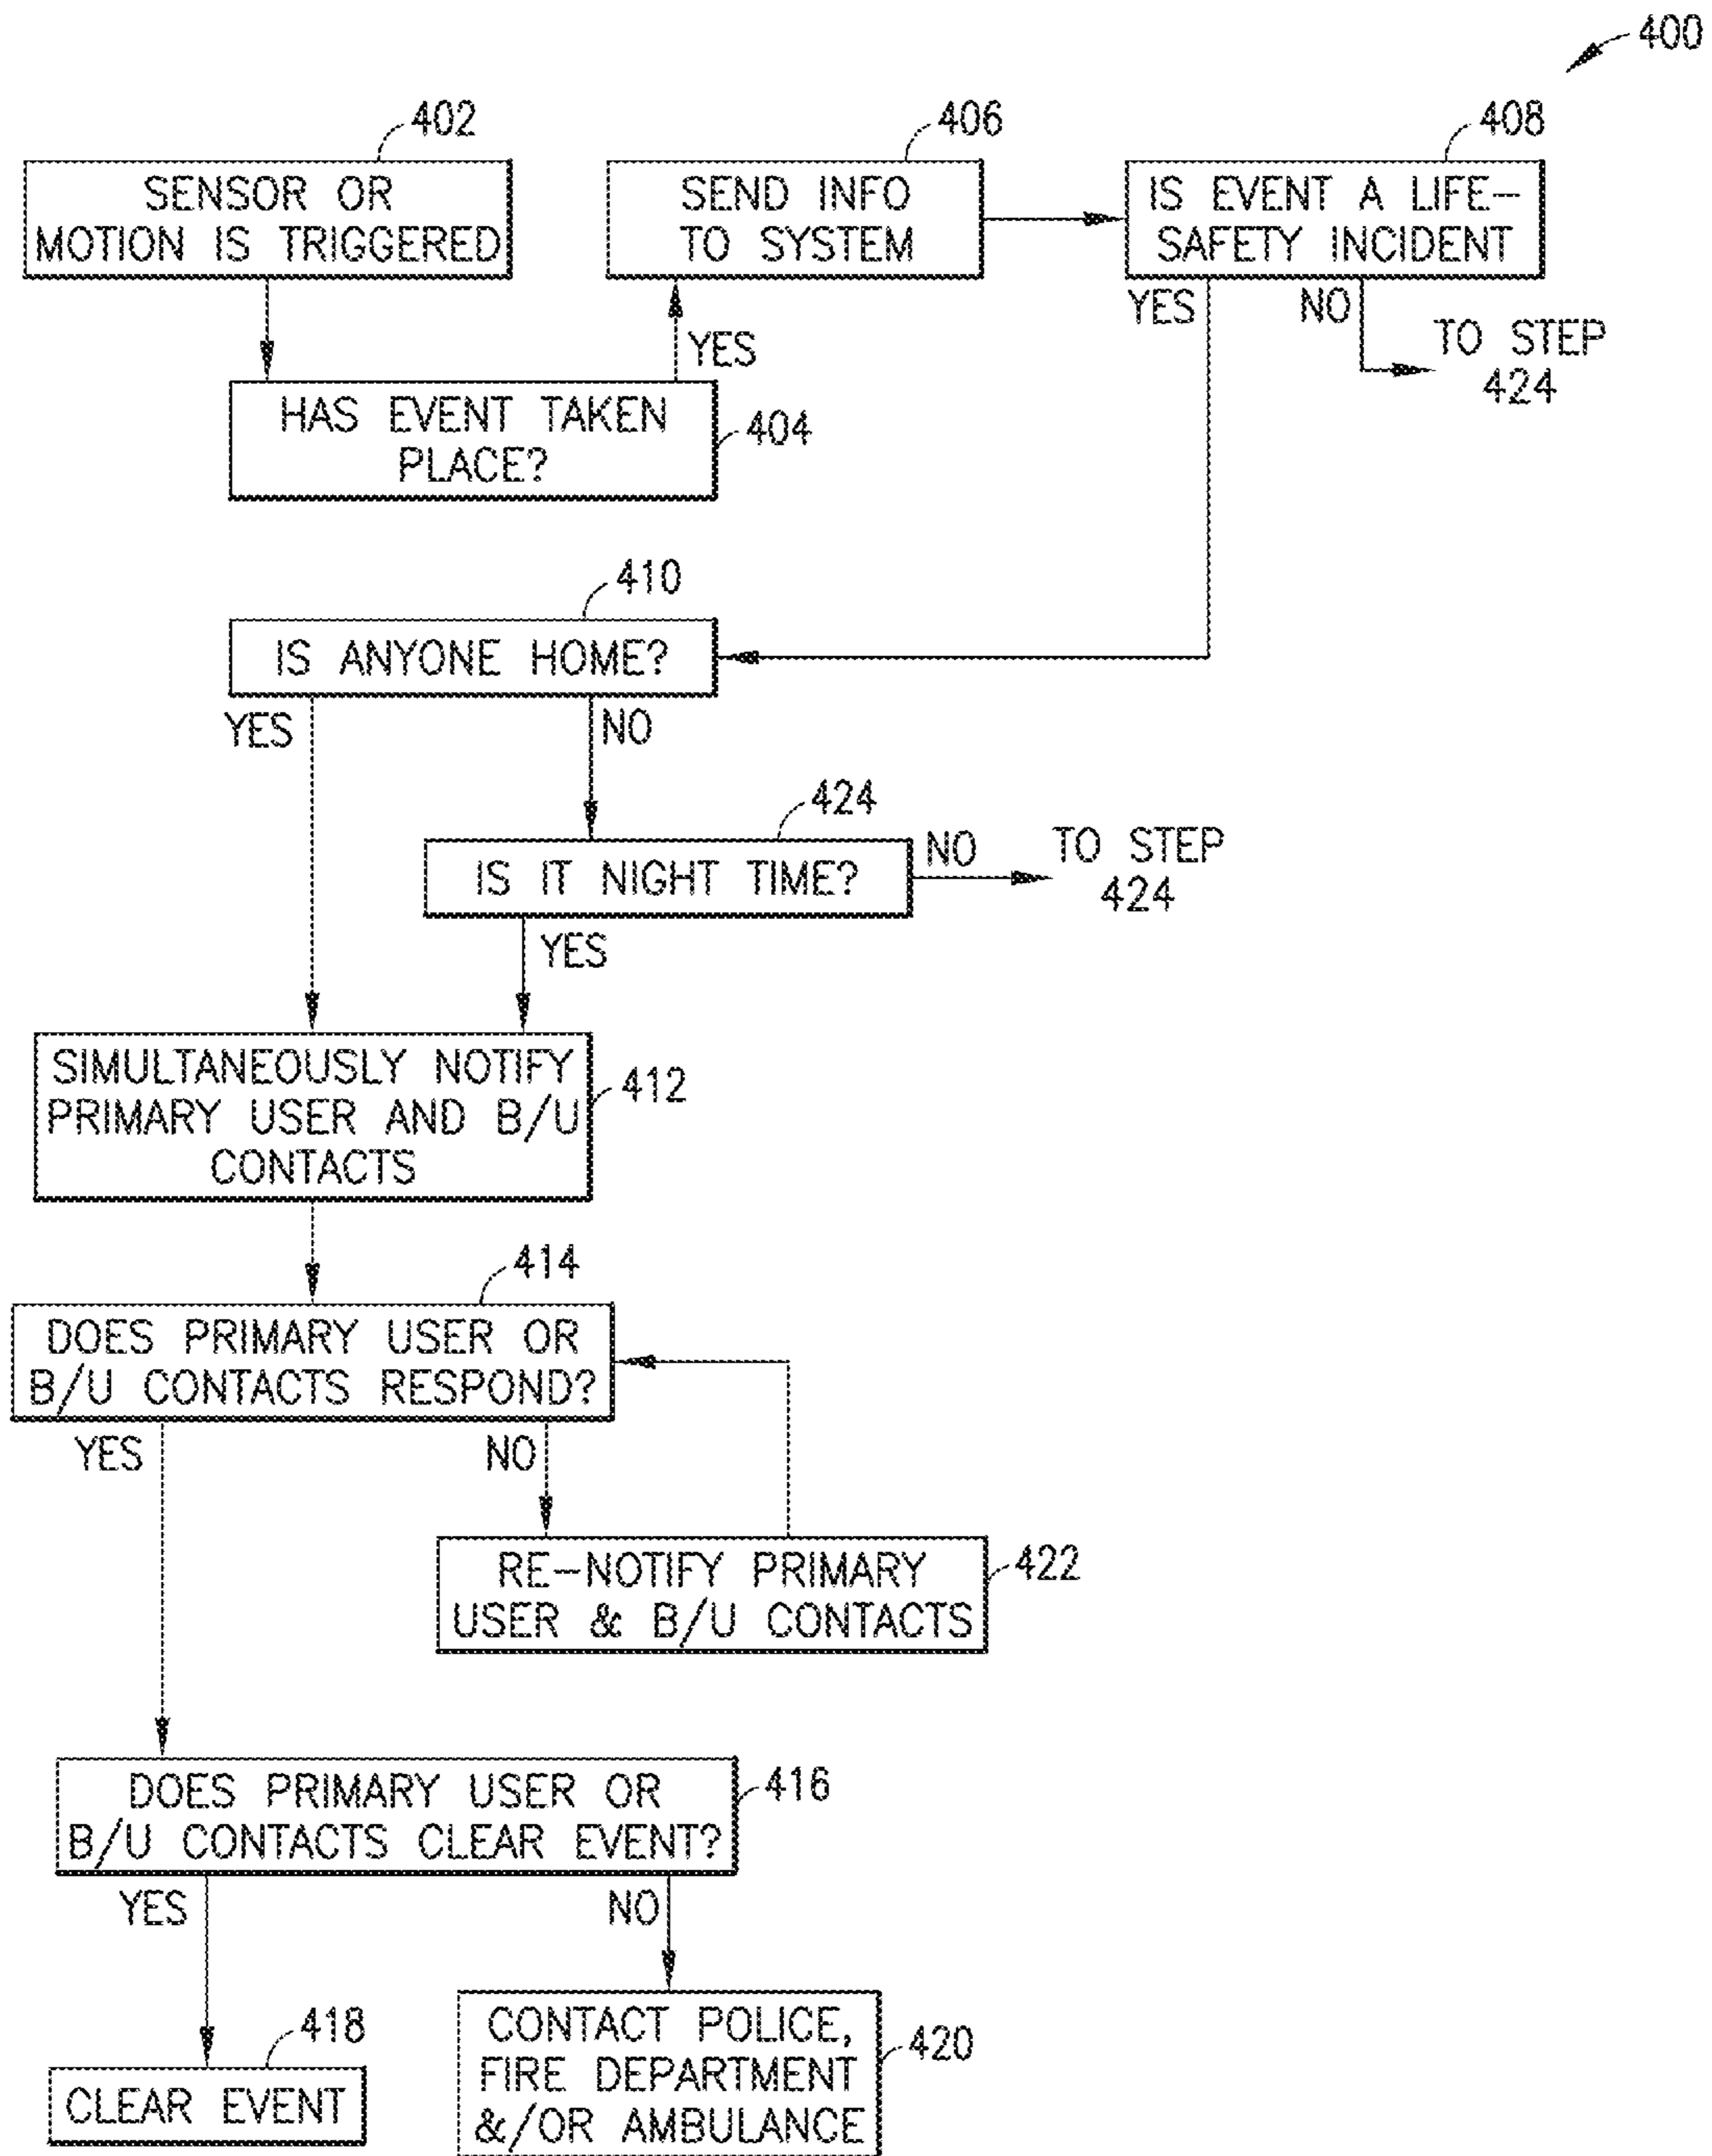 400
402
SENSOR OR
MOTION IS TRIGGERED
406
SEND INFO
TO SYSTEM
408
IS EVENT A LIFE-
SAFETY INCIDENT
YES
NO
TO STEP
424
YES
HAS EVENT TAKEN
PLACE?
404
410
IS ANYONE HOME?
YES
NO
424
IS IT NIGHT TIME?
NO
TO STEP
424
YES
SIMULTANEOUSLY NOTIFY
PRIMARY USER AND B/U
CONTACTS
412
414
DOES PRIMARY USER OR
B/U CONTACTS RESPOND?
YES
NO
RE-NOTIFY PRIMARY
USER & B/U CONTACTS
422
DOES PRIMARY USER OR
B/U CONTACTS CLEAR EVENT?
416
YES
NO
418
CLEAR EVENT
CONTACT POLICE,
FIRE DEPARTMENT
&/OR AMBULANCE
420